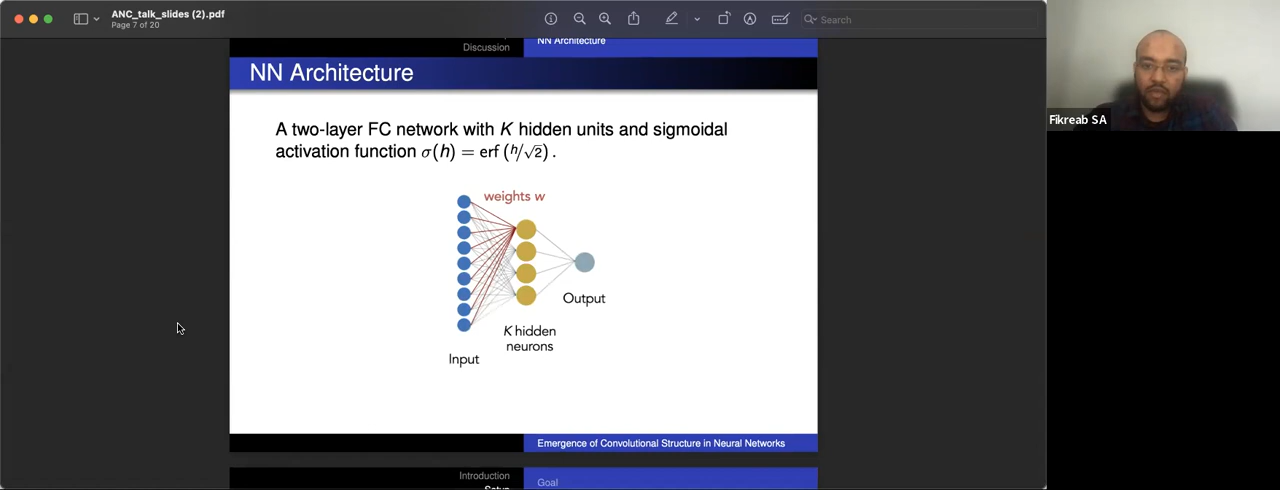 ANC_talk_slides (2).pdf
Page 7 of 20
Search
Discussion
NN Architecture
NN Architecture
A two-layer FC network with K hidden units and sigmoidal
activation function σ(h) = erf (h/√2) .
weights w
Output
K hidden
neurons
Input
Emergence of Convolutional Structure in Neural Networks
Introduction
Setup
Goal
Fikreab SA